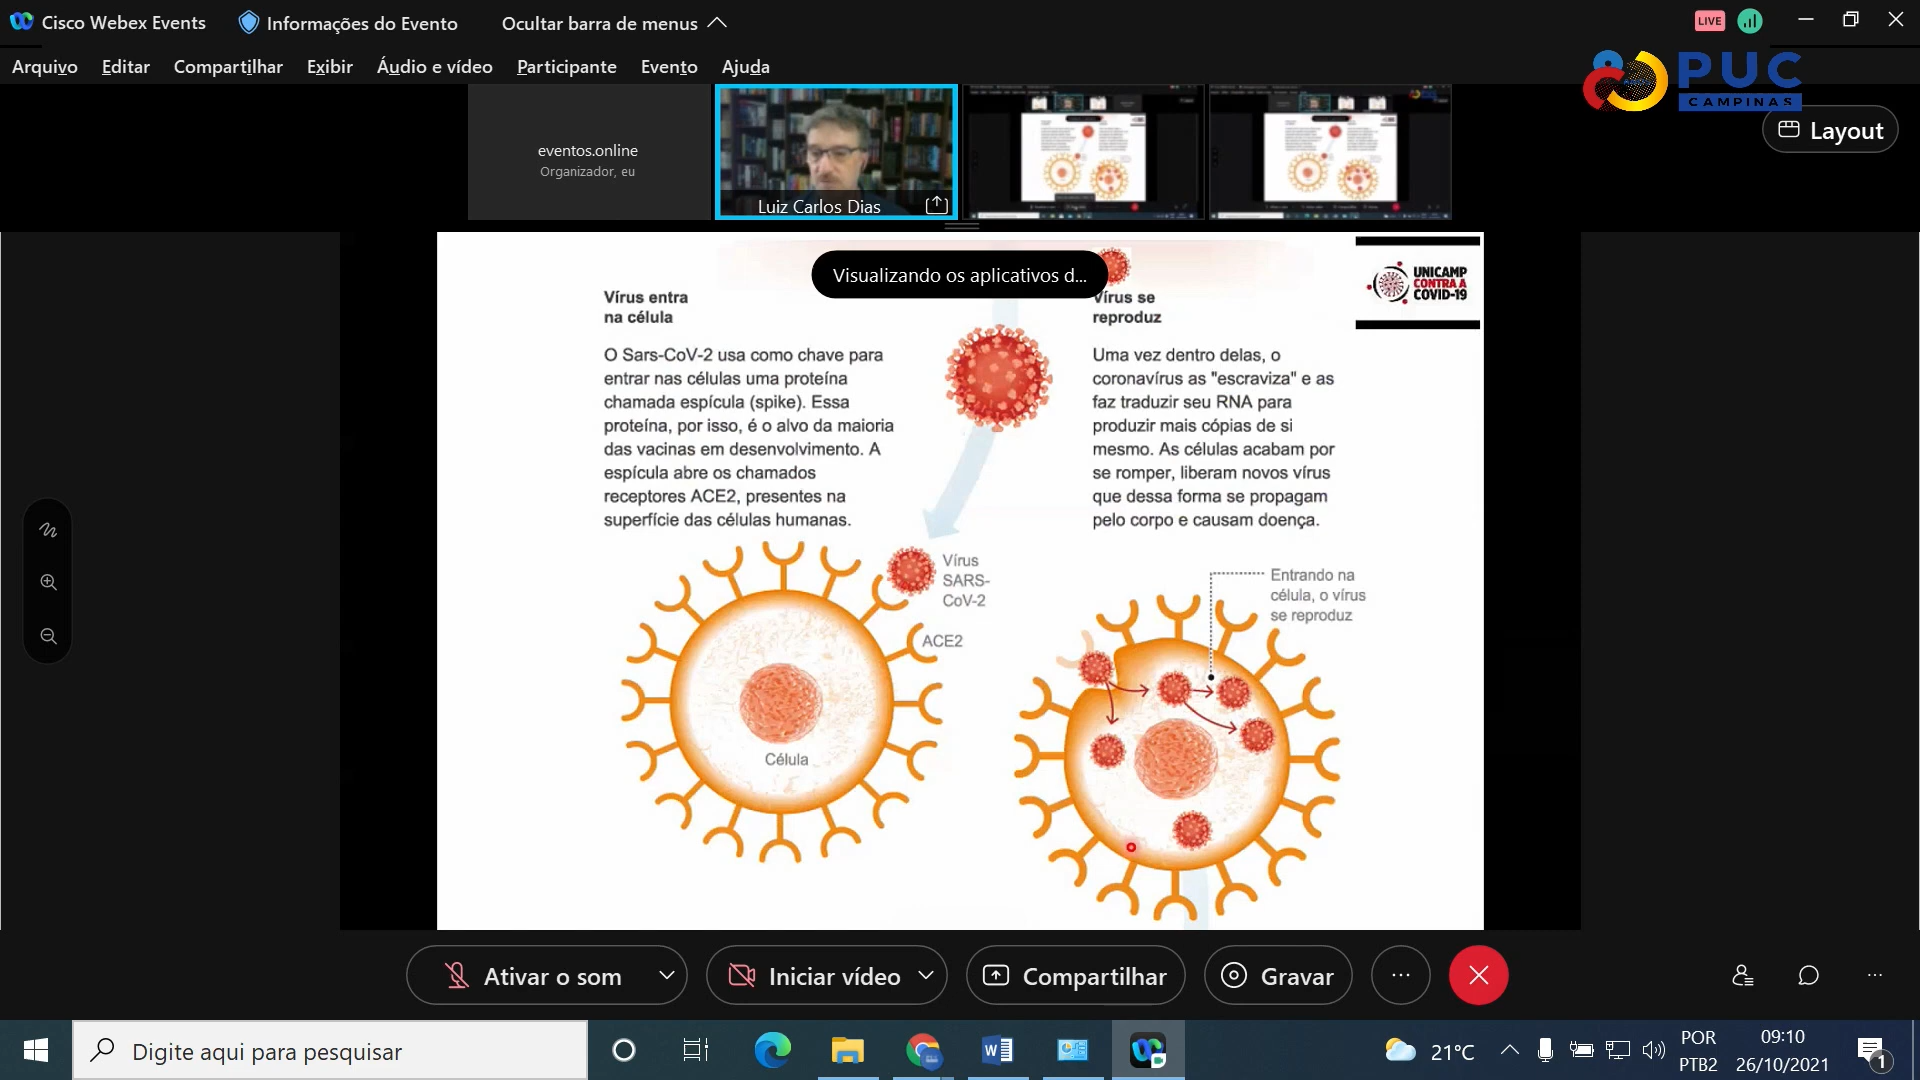 Cisco Webex Events
Informações do Evento
Ocultar barra de menus
LIVE
Arquivo Editar Compartilhar Exibir Áudio e vídeo Participante Evento Ajuda
PUC
CAMPINAS
Layout
eventos.online
Organizador, eu
Luiz Carlos Dias
Visualizando os aplicativos d...
UNICAMP
CONTRA A
COVID-19
Vírus entra
na célula
O Sars-CoV-2 usa como chave para
entrar nas células uma proteína
chamada espícula (spike). Essa
proteína, por isso, é o alvo da maioria
das vacinas em desenvolvimento. A
espícula abre os chamados
receptores ACE2, presentes na
superfície das células humanas.
Vírus se
reproduz
Uma vez dentro delas, o
coronavírus as "escraviza" e as
faz traduzir seu RNA para
produzir mais cópias de si
mesmo. As células acabam por
se romper, liberam novos vírus
que dessa forma se propagam
pelo corpo e causam doença.
Vírus
SARS-
CoV-2
ACE2
Célula
Entrando na
célula, o vírus
se reproduz
Ativar o som
Iniciar vídeo
Compartilhar
Gravar
Digite aqui para pesquisar
21°C
POR
PTB2
09:10
26/10/2021
1